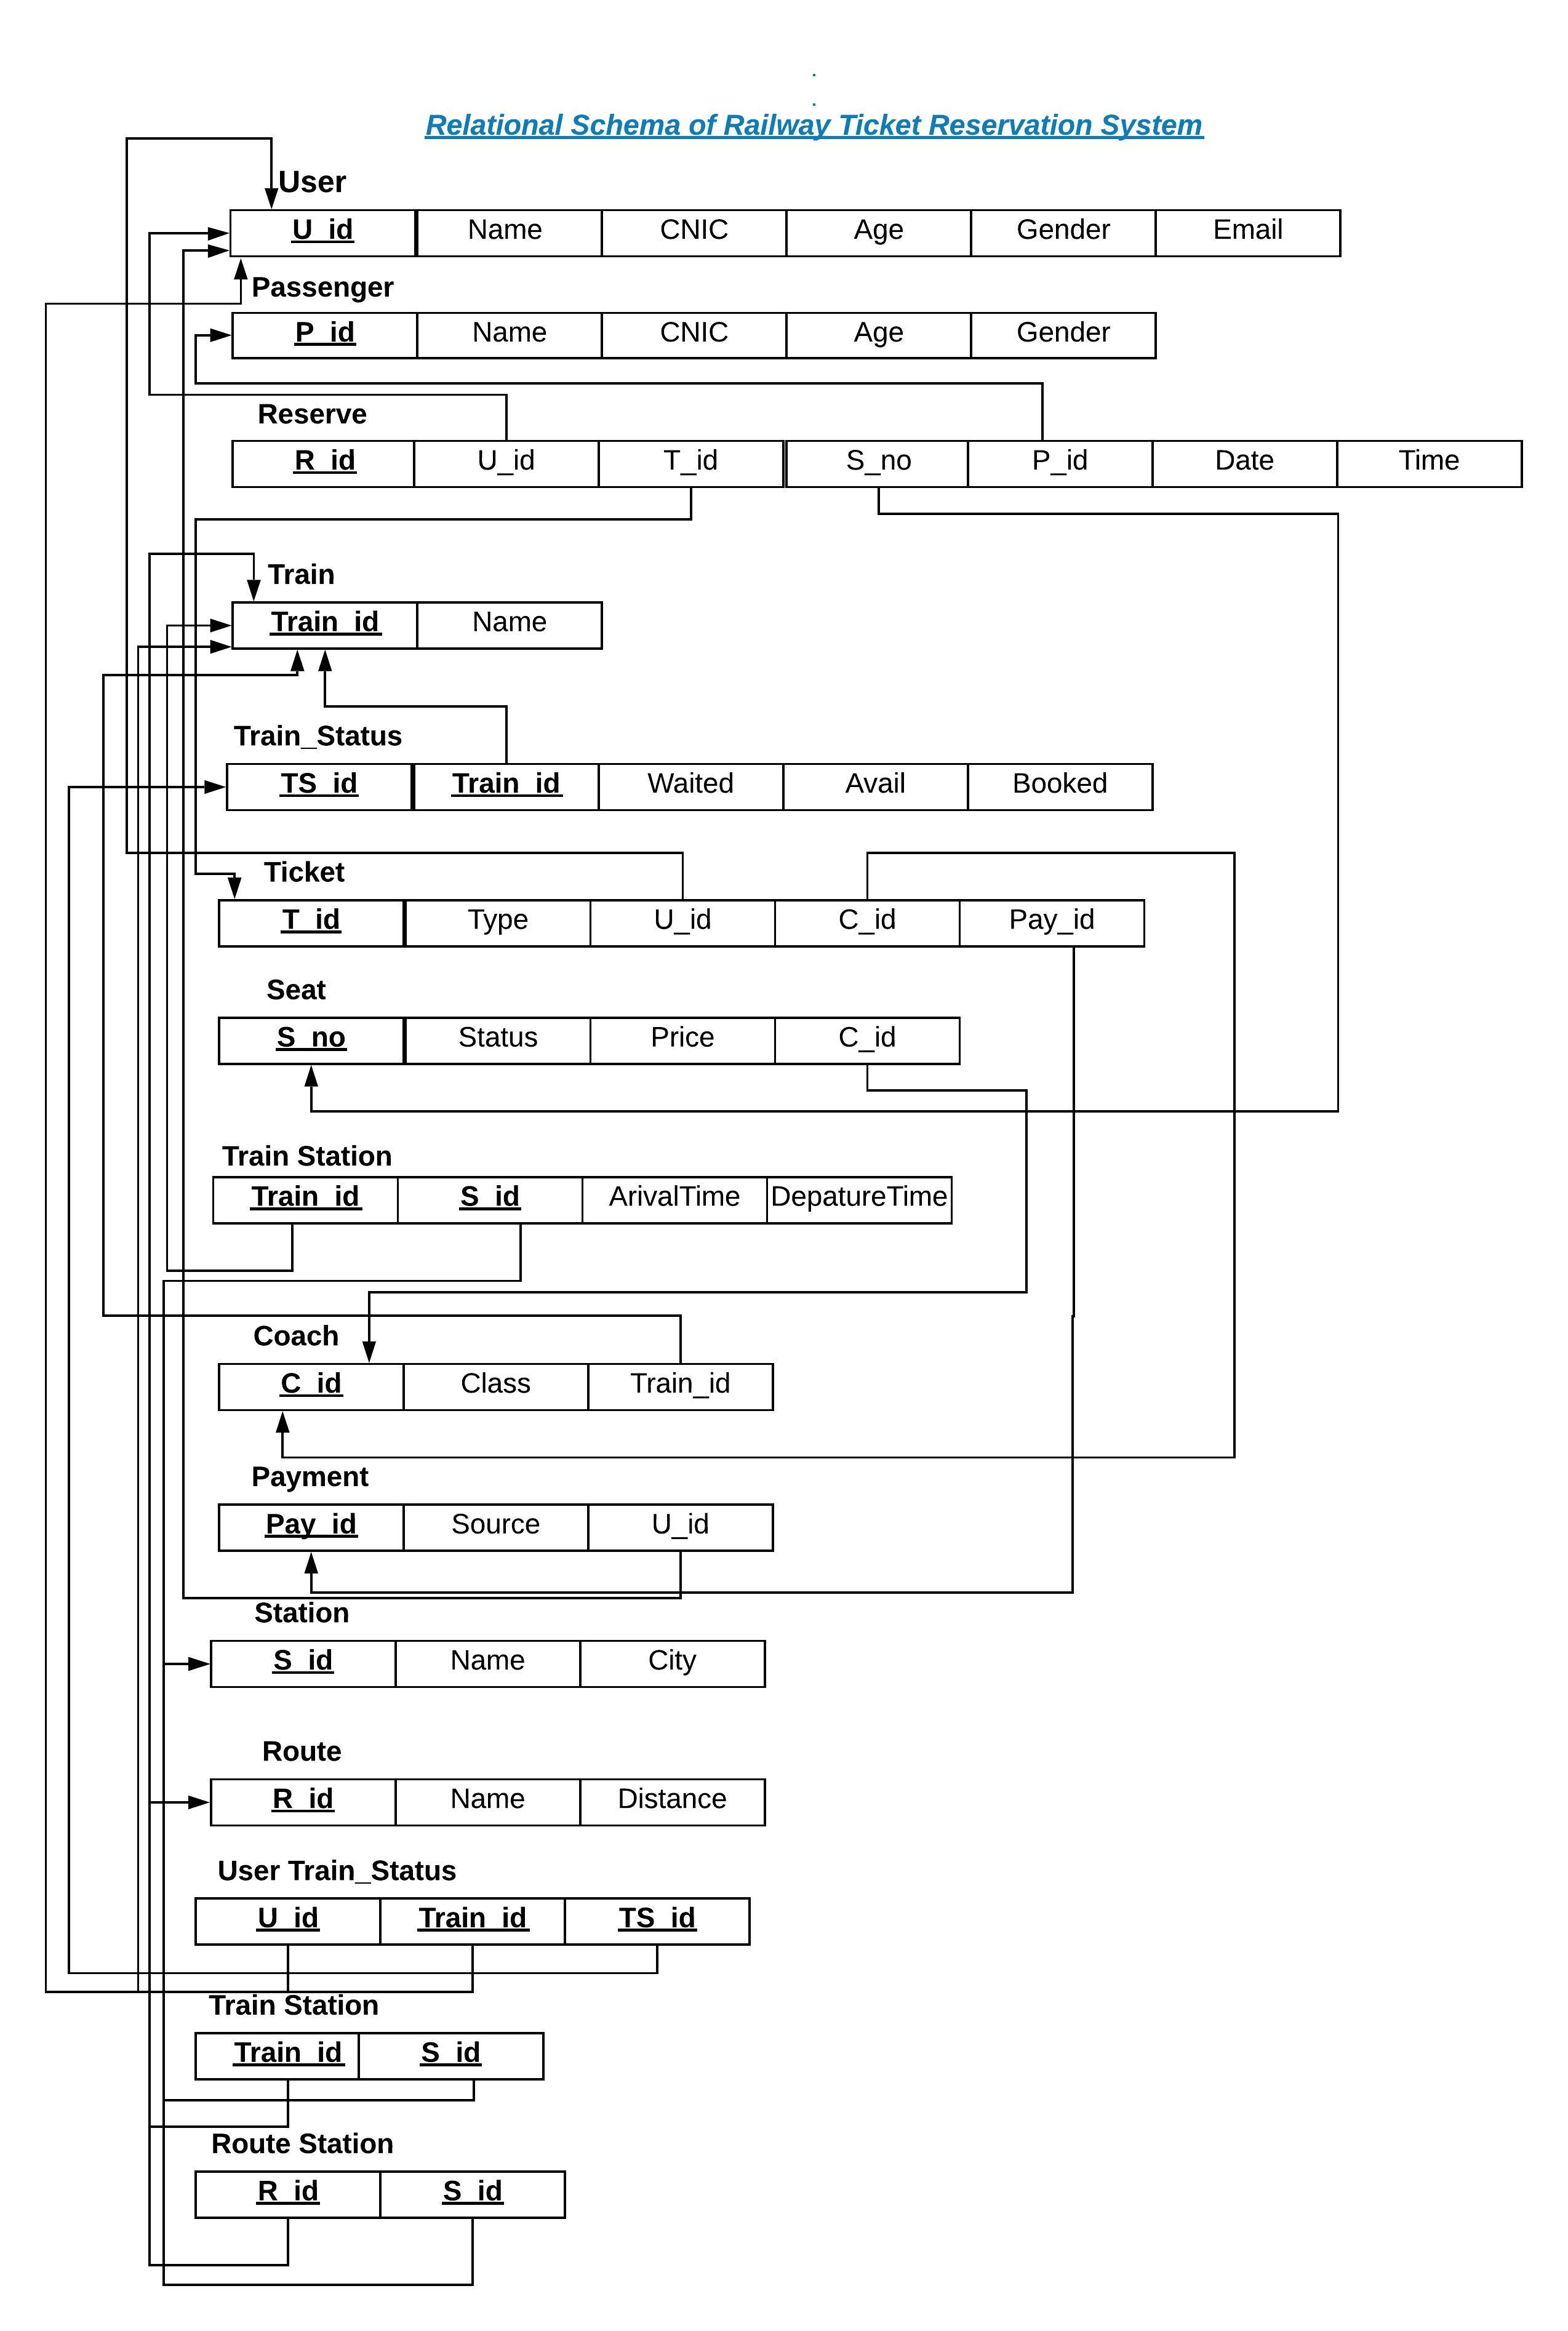 .
.
Relational Schema of Railway Ticket Reservation System
User
U_id Name CNIC Age Gender Email
Passenger
P_id Name CNIC Age Gender
Reserve
R_id U_id T_id S_no P_id Date Time
Train
Train_id Name
Train_Status
TS_id Train_id Waited Avail Booked
Ticket
T_id Type U_id C_id Pay_id
Seat
S_no Status Price C_id
Train Station
Train_id S_id ArivalTime DepatureTime
Coach
C_id Class Train_id
Payment
Pay_id Source U_id
Station
S_id Name City
Route
R_id Name Distance
User Train_Status
U_id Train_id TS_id
Train Station
Train_id S_id
Route Station
R_id S_id